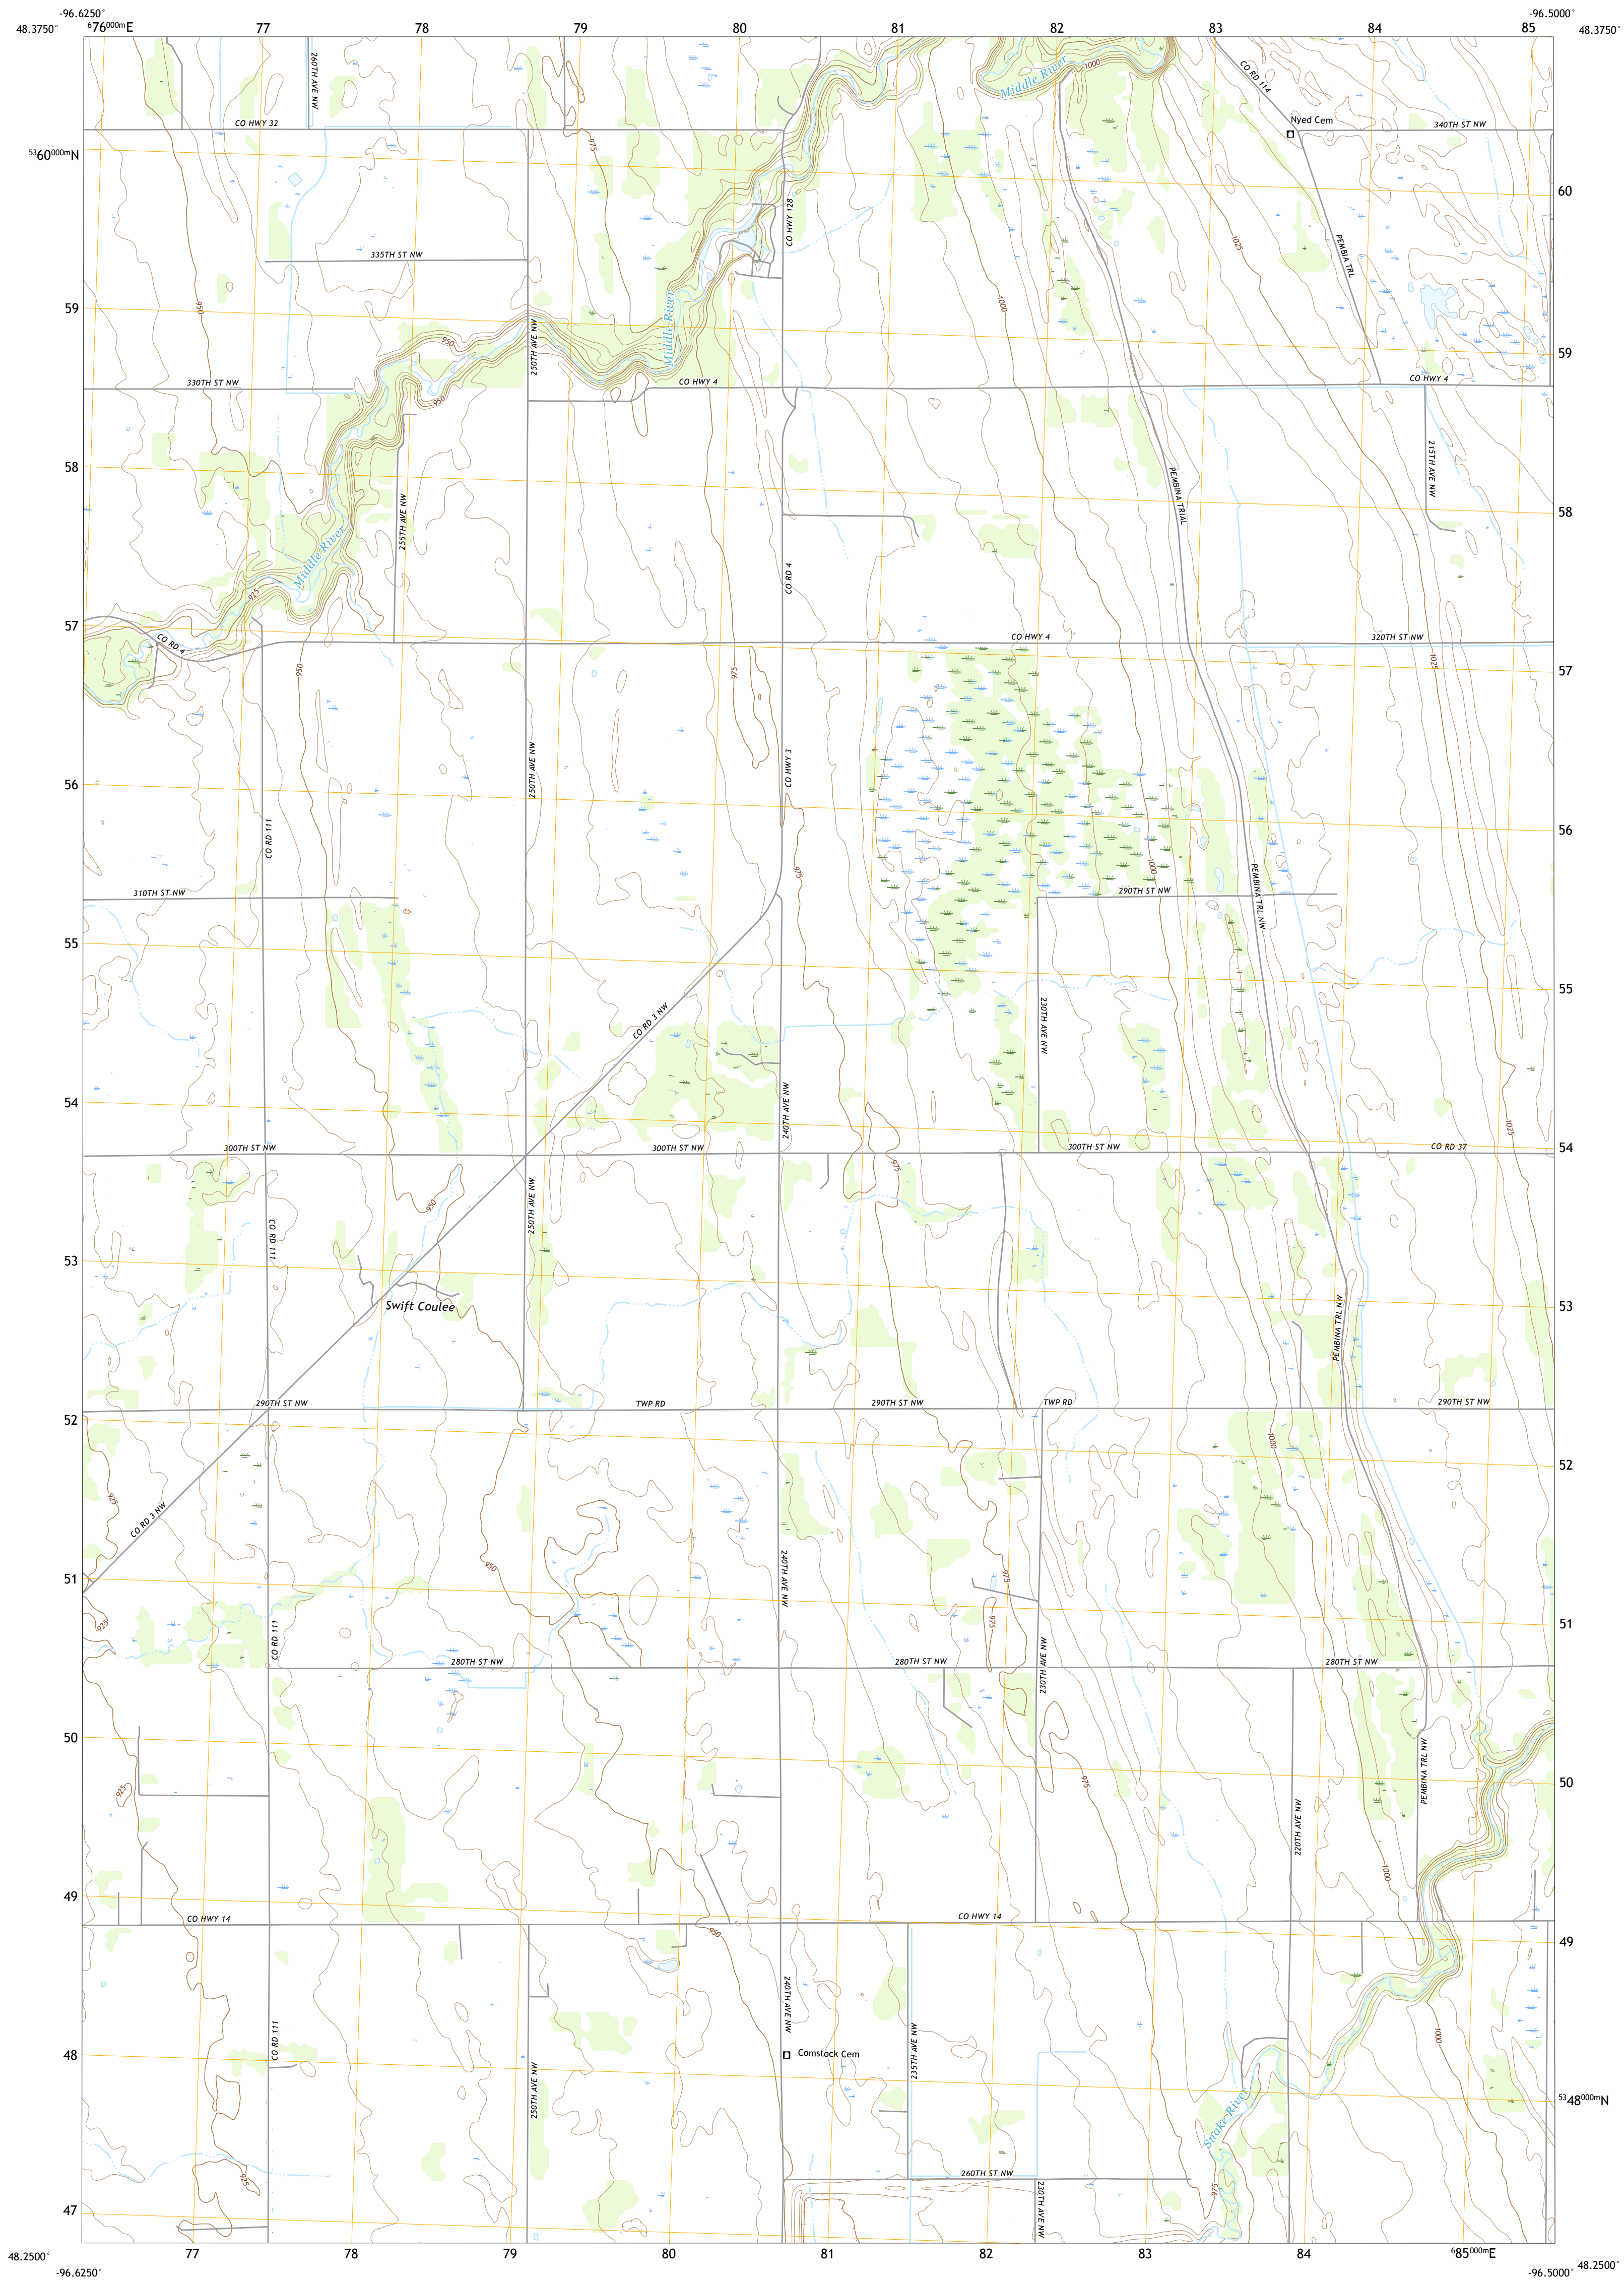 -96.6250°
-96.5000°
48.3750°
⁶76⁰⁰⁰ᵐE
77
78
79
80
81
82
83
84
85
48.3750°
Middle River
1000
CO RD 114
260TH AVE NW
CO HWY 32
Nyed Cem
340TH ST NW
975
⁵³60⁰⁰⁰ᵐN
60
CO HWY 128
1025
PEMBIA TRL
335TH ST NW
59
950
1000
Middle River
950
250TH AVE NW
59
330TH ST NW
CO HWY 4
CO HWY 4
950
58
215TH AVE NW
PEMBINA TRIAL
255TH AVE NW
58
Middle River
CO RD 4
925
57
CO RD 4
CO HWY 4
320TH ST NW
950
975
1025
57
250TH AVE NW
CO HWY 3
56
CO RD 111
56
975
1000
310TH ST NW
290TH ST NW
PEMBINA TRL NW
55
55
CO RD 3 NW
230TH AVE NW
54
240TH AVE NW
1025
300TH ST NW
300TH ST NW
300TH ST NW
CO RD 37
54
975
950
250TH AVE NW
CO RD 111
53
Swift Coulee
53
PEMBINA TRL NW
290TH ST NW
TWP RD
290TH ST NW
TWP RD
290TH ST NW
52
1000
52
925
CO RD 3 NW
950
51
975
240TH AVE NW
925
975
51
CO RD 111
230TH AVE NW
280TH ST NW
280TH ST NW
280TH ST NW
50
925
975
50
PEMBINA TRL NW
220TH AVE NW
1000
49
CO HWY 14
CO HWY 14
950
49
240TH AVE NW
1000
CO RD 111
235TH AVE NW
48
Comstock Cem
250TH AVE NW
⁵³48⁰⁰⁰ᵐN
Snake River
260TH ST NW
925
975
230TH AVE NW
47
48.2500°
77
78
79
80
81
82
83
84
⁶85⁰⁰⁰ᵐE
48.2500°
-96.6250°
-96.5000°